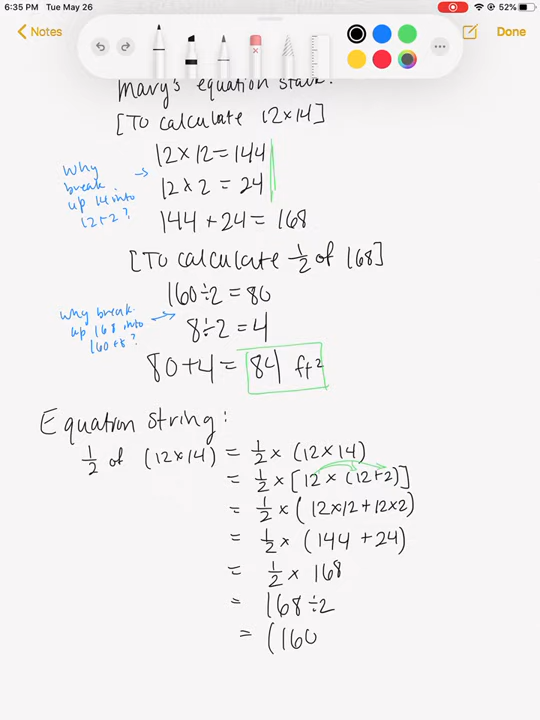 6:35 PM Tue May 26
52%
Notes
Done
Mary's equation stack:
[To calculate 12×14]
12×12=144
12×2=24
144+24=168
Why
break
up 14 into
12+2?
[To calculate 1/2 of 168]
160÷2=80
8÷2=4
80+4= 84 ft²
Why break
up 168 into
160+8?
Equation string:
1/2 of (12×14) = 1/2 × (12×14)
= 1/2 × [12 × (12+2)]
= 1/2 × (12×12+12×2)
= 1/2 × (144+24)
= 1/2 × 168
= 168÷2
= (160